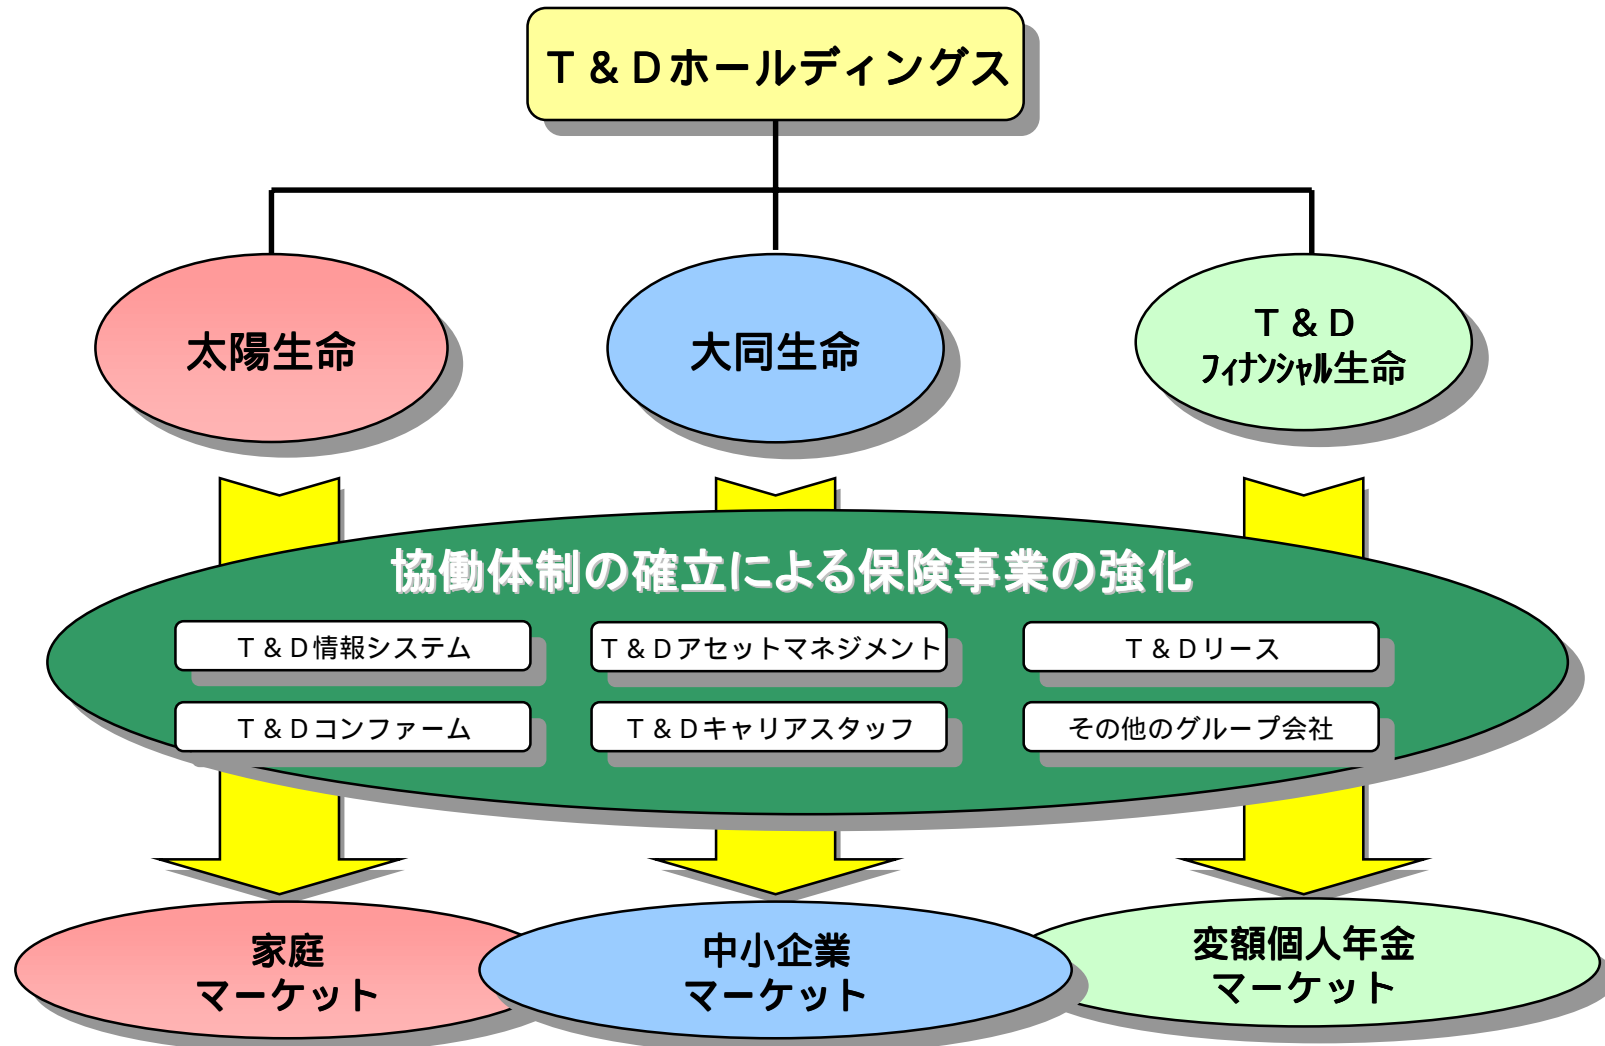 Ｔ＆Ｄホールディングス
太陽生命
大同生命
Ｔ＆Ｄ
ﾌｨﾅﾝｼｬﾙ生命
協働体制の確立による保険事業の強化
Ｔ＆Ｄ情報システム
Ｔ＆Ｄアセットマネジメント
Ｔ＆Ｄリース
Ｔ＆Ｄコンファーム
Ｔ＆Ｄキャリアスタッフ
その他のグループ会社
家庭
マーケット
中小企業
マーケット
変額個人年金
マーケット